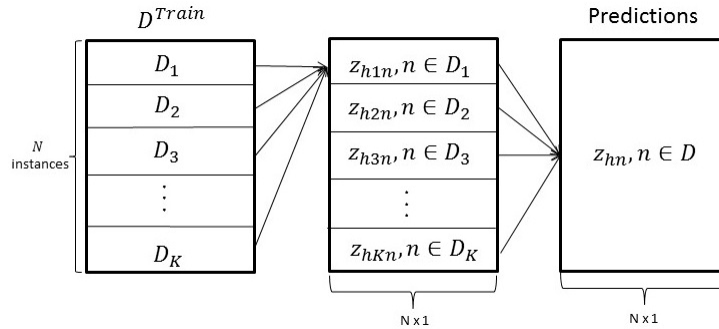 D^{Train}
Predictions
N instances
D_1
D_2
D_3
⋮
D_K
z_{h1n}, n ∈ D_1
z_{h2n}, n ∈ D_2
z_{h3n}, n ∈ D_3
⋮
z_{hKn}, n ∈ D_K
z_{hn}, n ∈ D
N x 1
N x 1